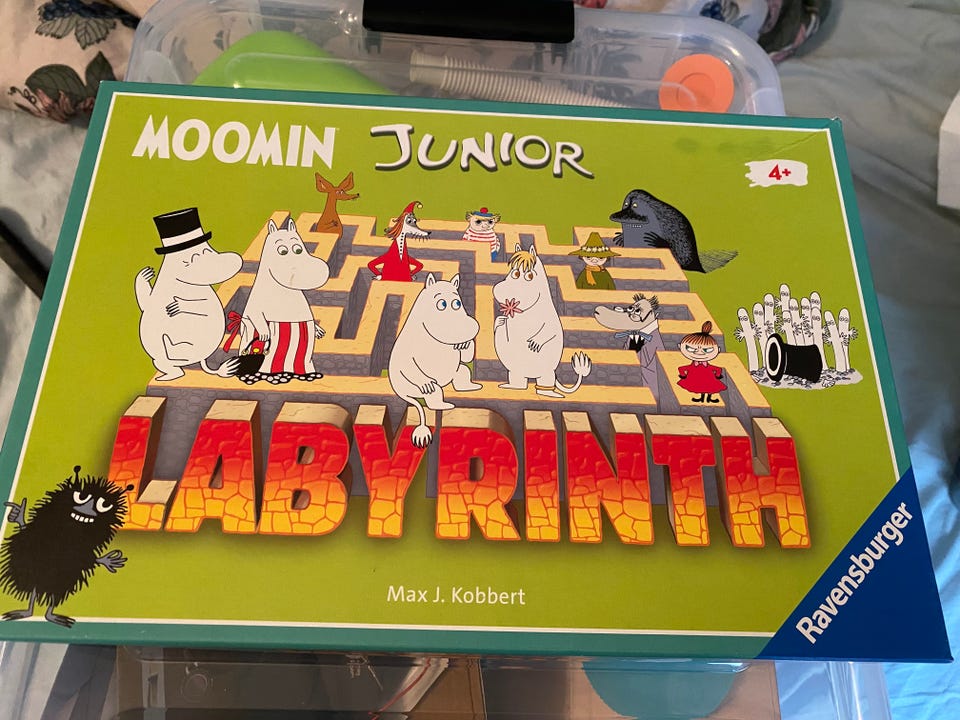 MOOMIN JUNIOR
4+
LABYRINTH
Max J. Kobbert
Ravensburger